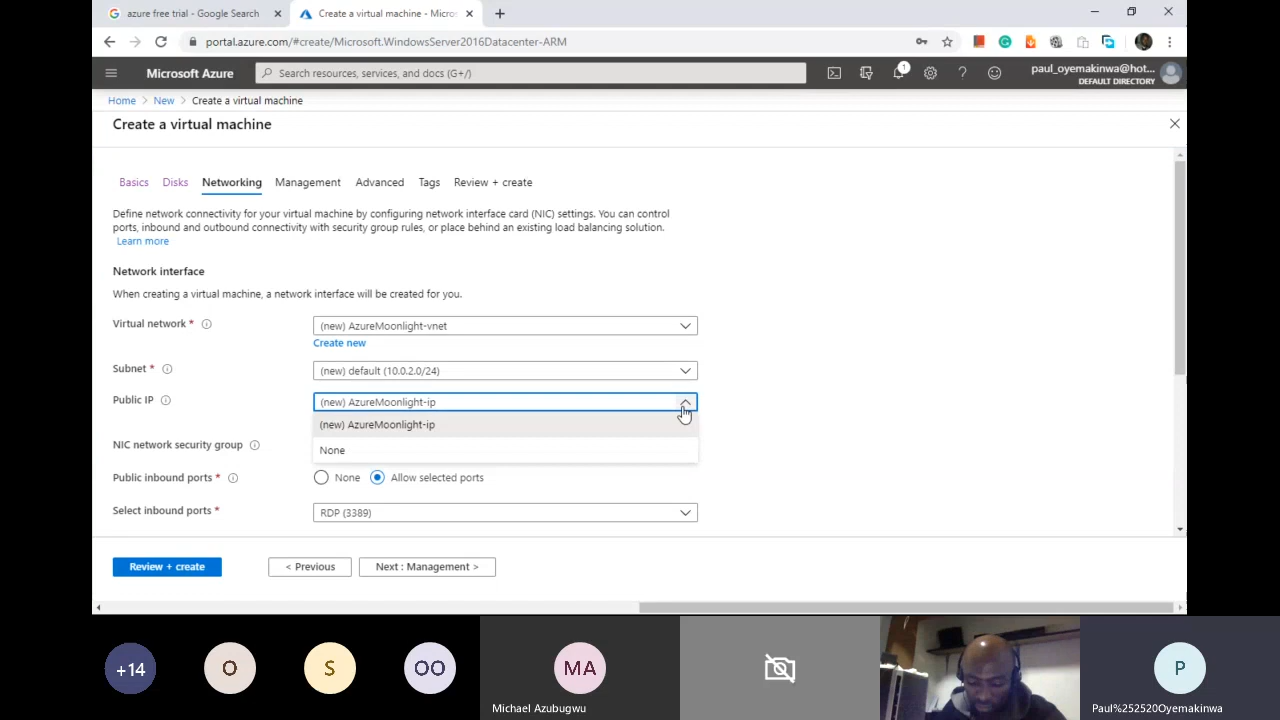 azure free trial - Google Search
Create a virtual machine - Micros
portal.azure.com/#create/Microsoft.WindowsServer2016Datacenter-ARM
Microsoft Azure
Search resources, services, and docs (G+/)
1
paul_oyemakinwa@hot...
DEFAULT DIRECTORY
Home > New > Create a virtual machine
Create a virtual machine
Basics Disks Networking Management Advanced Tags Review + create
Define network connectivity for your virtual machine by configuring network interface card (NIC) settings. You can control
ports, inbound and outbound connectivity with security group rules, or place behind an existing load balancing solution.
Learn more
Network interface
When creating a virtual machine, a network interface will be created for you.
Virtual network *
(new) AzureMoonlight-vnet
Create new
Subnet *
(new) default (10.0.2.0/24)
Public IP
(new) AzureMoonlight-ip
(new) AzureMoonlight-ip
None
NIC network security group
Public inbound ports *
None Allow selected ports
Select inbound ports *
RDP (3389)
Review + create
< Previous
Next : Management >
+14
O
S
OO
MA
Michael Azubugwu
P
Paul%252520Oyemakinwa